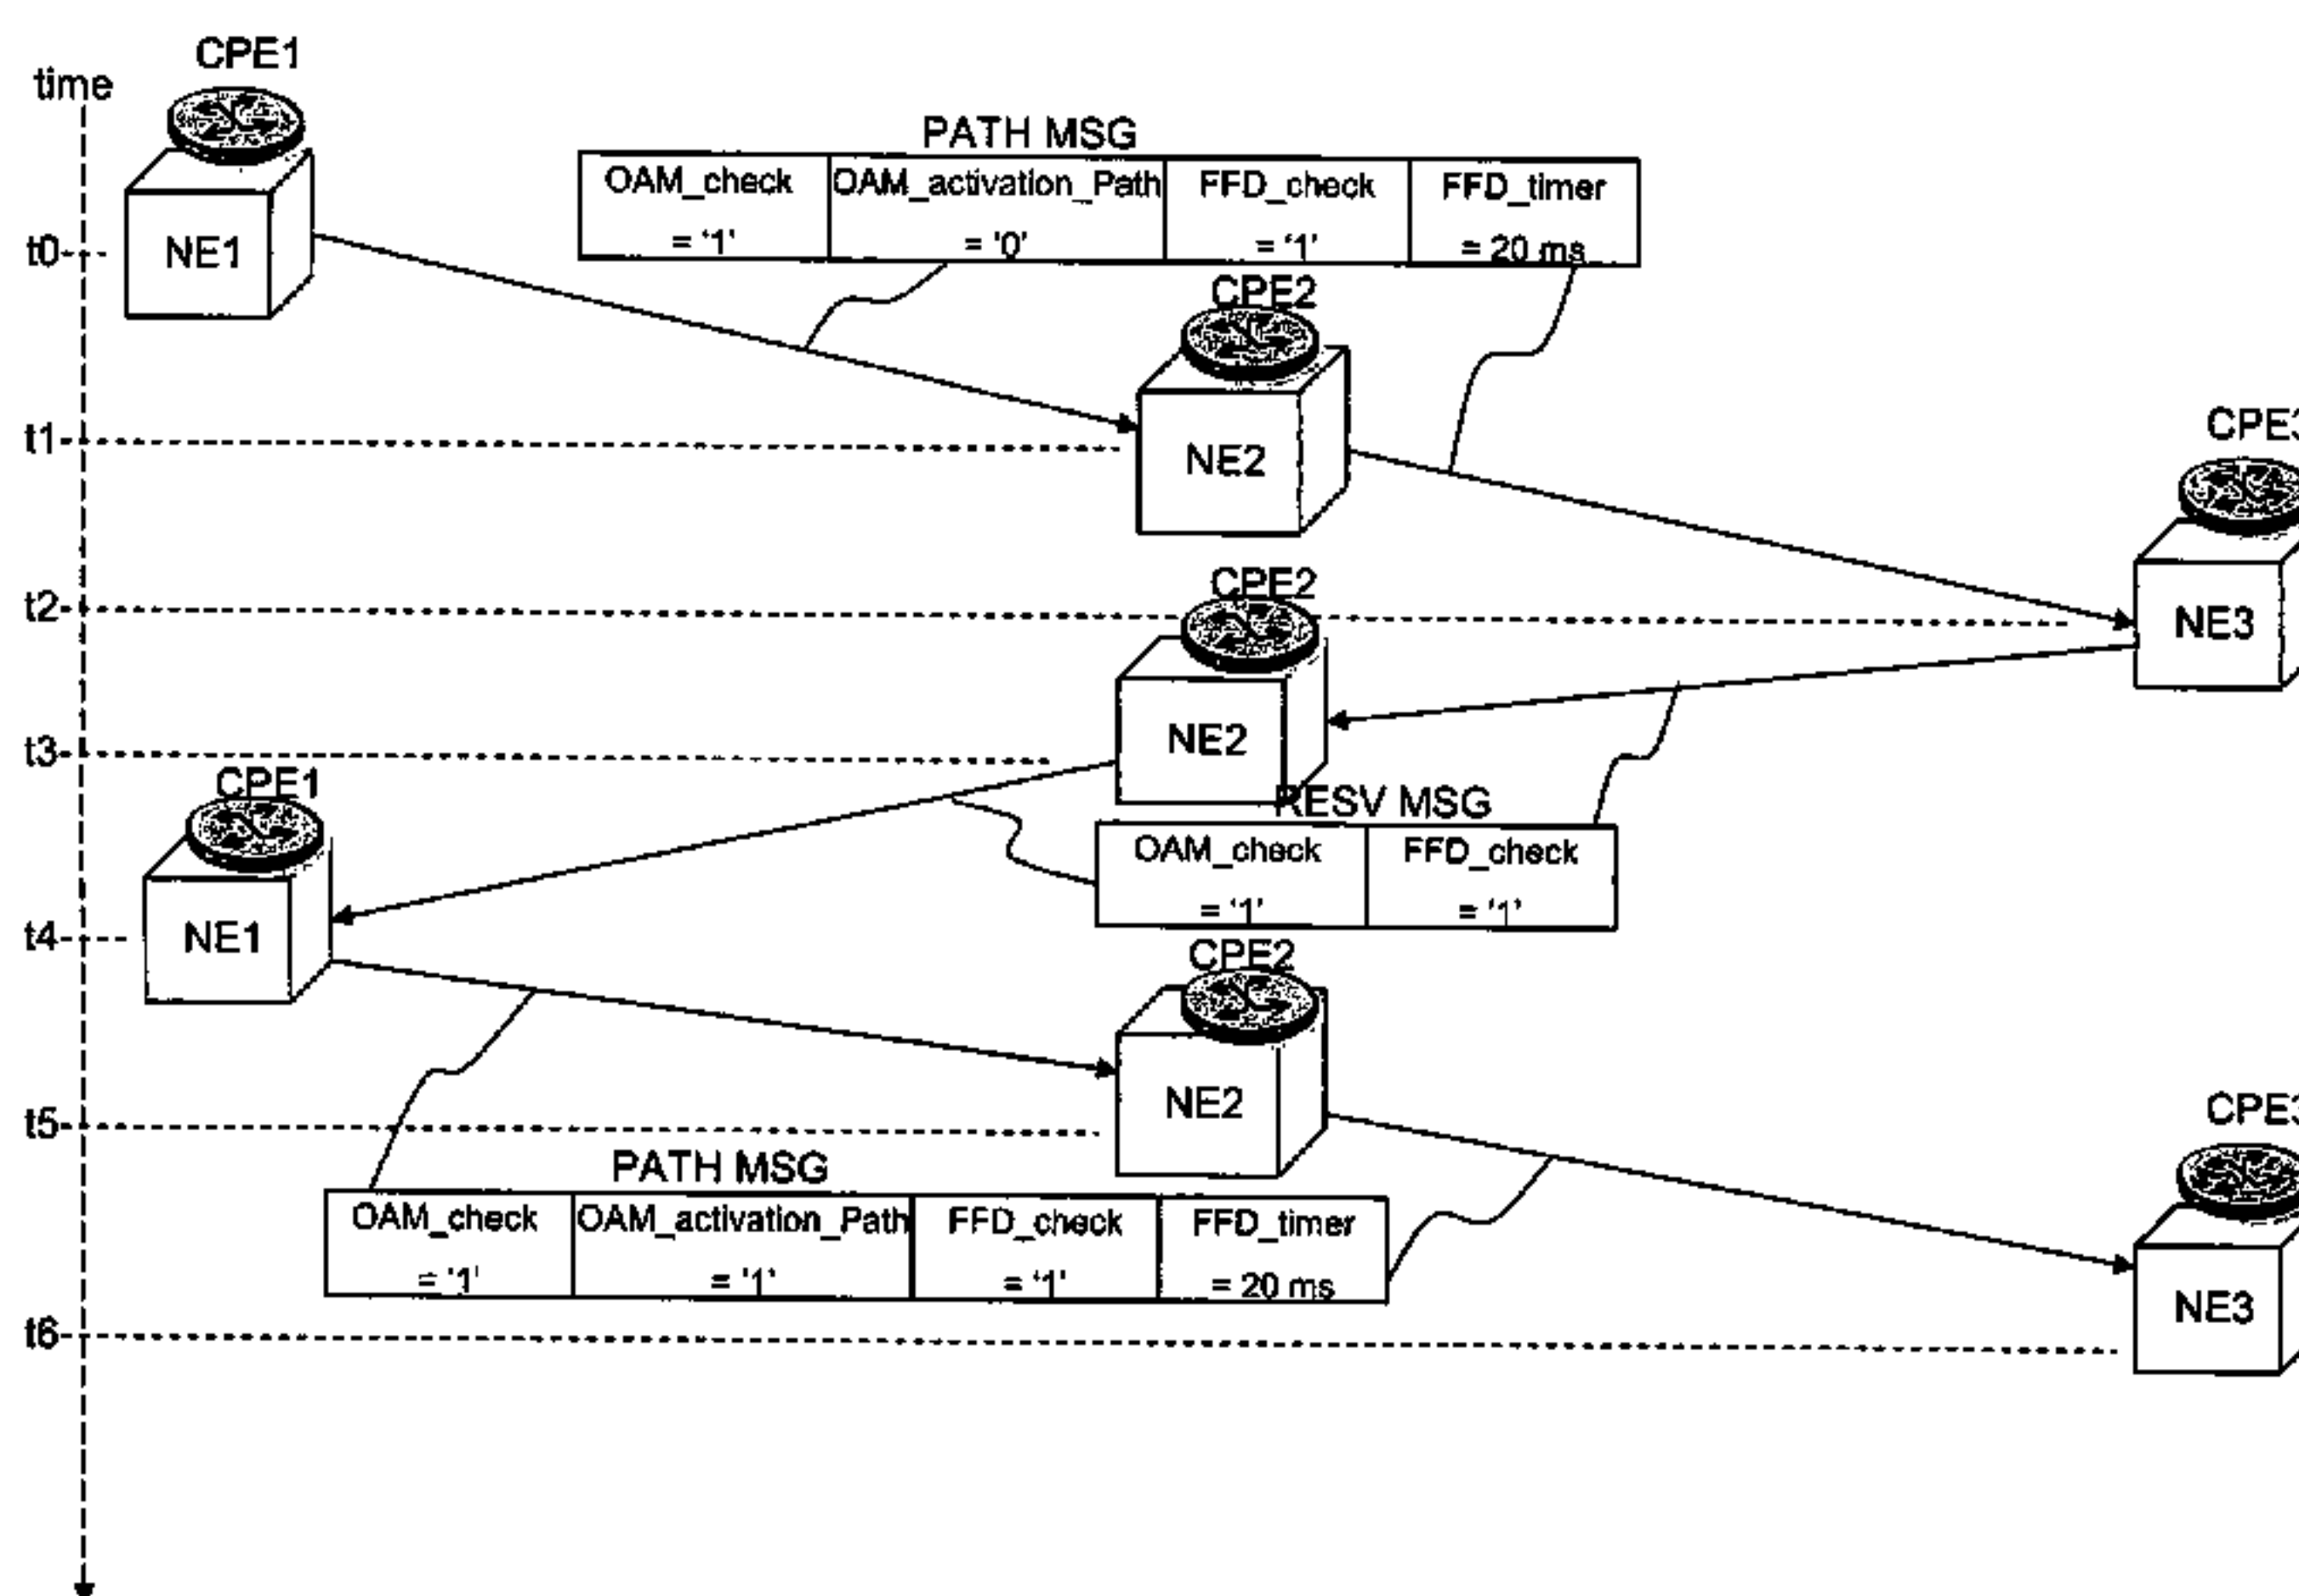 CPE1
time
PATH MSG
OAM_check OAM_activation_Path FFD_check FFD_timer
= '1' = '0' = '1' = 20 ms
t0 NE1
CPE2
t1 NE2
CPE3
t2 CPE2
NE3
t3 NE2
CPE1
RESV MSG
OAM_check FFD_check
= '1' = '1'
t4 NE1
CPE2
t5 NE2
CPE3
PATH MSG
OAM_check OAM_activation_Path FFD_check FFD_timer
= '1' = '1' = '1' = 20 ms
NE3
t6